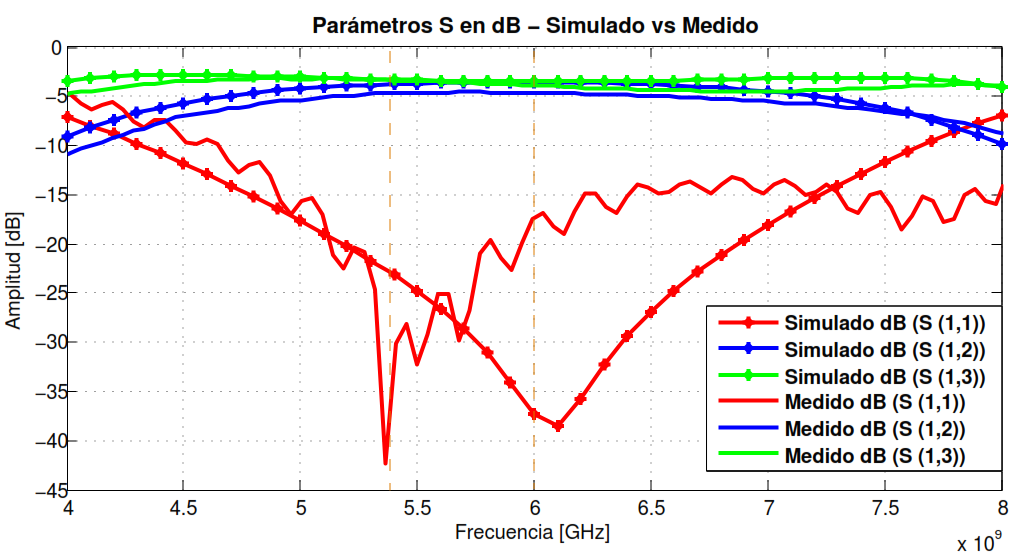 Parámetros S en dB – Simulado vs Medido
Amplitud [dB]
0
−5
−10
−15
−20
−25
−30
−35
−40
−45
Simulado dB (S (1,1))
Simulado dB (S (1,2))
Simulado dB (S (1,3))
Medido dB (S (1,1))
Medido dB (S (1,2))
Medido dB (S (1,3))
4 4.5 5 5.5 6 6.5 7 7.5 8
Frecuencia [GHz]
x 10⁹